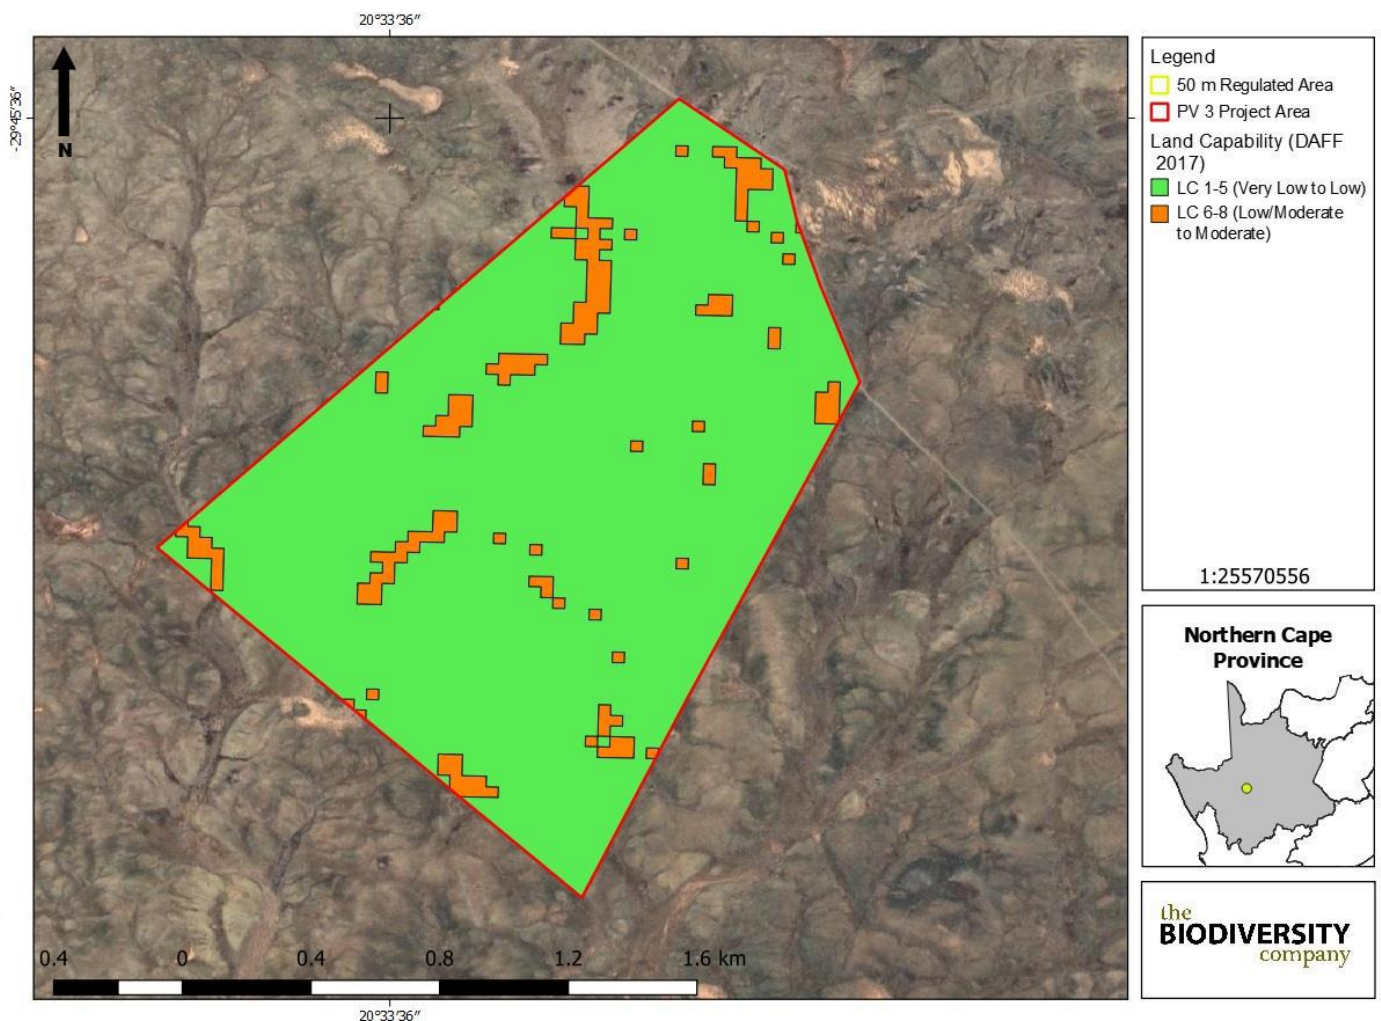 20°33'36"
-29°45'36"
N
Legend
50 m Regulated Area
PV 3 Project Area
Land Capability (DAFF
2017)
LC 1-5 (Very Low to Low)
LC 6-8 (Low/Moderate
to Moderate)
1:25570556
Northern Cape
Province
the
BIODIVERSITY
company
0.4 0 0.4 0.8 1.2 1.6 km
20°33'36"